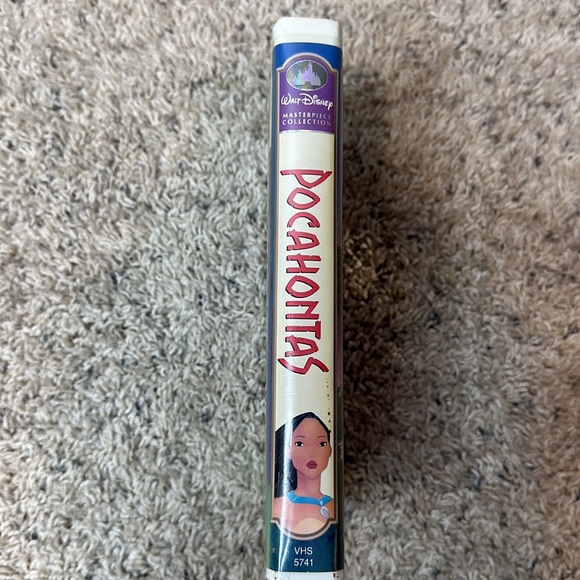 Walt Disney
MASTERPIECE
COLLECTION
POCAHONTAS
VHS
5741